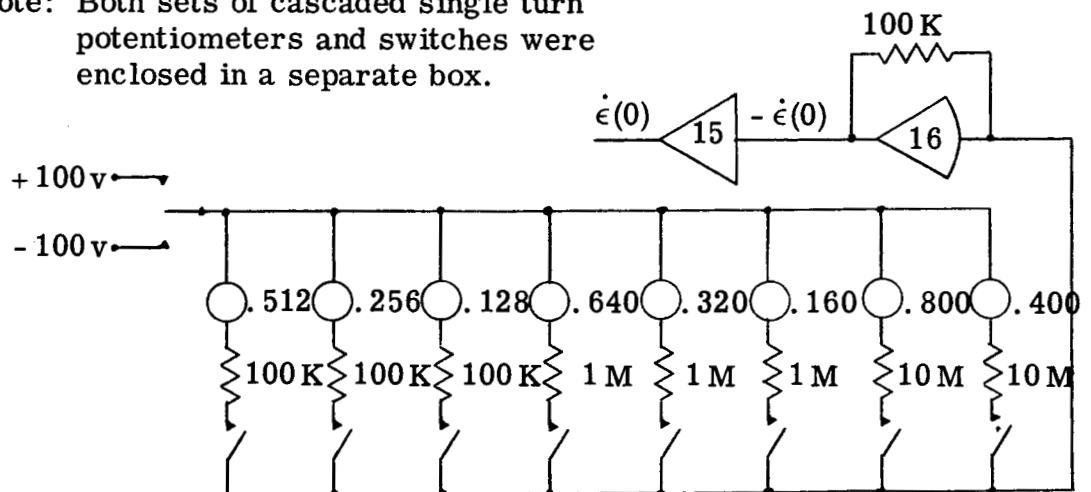 Note: Both sets of cascaded single turn
potentiometers and switches were
enclosed in a separate box.
100 K
ε̇(0)
15
- ε̇(0)
16
+ 100 v
- 100 v
.512 .256 .128 .640 .320 .160 .800 .400
100 K 100 K 100 K 1 M 1 M 1 M 10 M 10 M